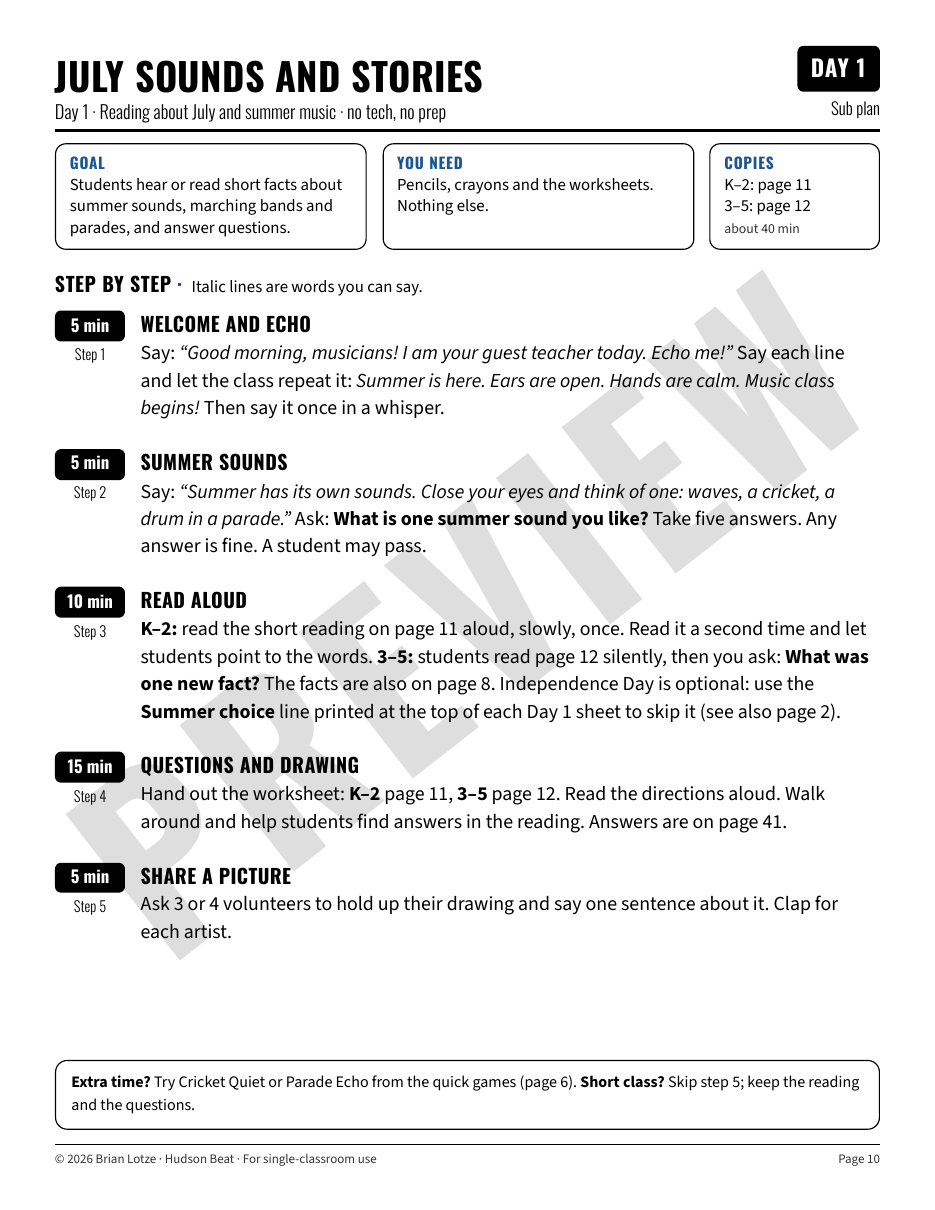 JULY SOUNDS AND STORIES
DAY 1
Day 1 · Reading about July and summer music · no tech, no prep
Sub plan
GOAL
Students hear or read short facts about
summer sounds, marching bands and
parades, and answer questions.
YOU NEED
Pencils, crayons and the worksheets.
Nothing else.
COPIES
K–2: page 11
3–5: page 12
about 40 min
STEP BY STEP · Italic lines are words you can say.
5 min
Step 1
WELCOME AND ECHO
Say: “Good morning, musicians! I am your guest teacher today. Echo me!” Say each line
and let the class repeat it: Summer is here. Ears are open. Hands are calm. Music class
begins! Then say it once in a whisper.
5 min
Step 2
SUMMER SOUNDS
Say: “Summer has its own sounds. Close your eyes and think of one: waves, a cricket, a
drum in a parade.” Ask: What is one summer sound you like? Take five answers. Any
answer is fine. A student may pass.
10 min
Step 3
READ ALOUD
K–2: read the short reading on page 11 aloud, slowly, once. Read it a second time and let
students point to the words. 3–5: students read page 12 silently, then you ask: What was
one new fact? The facts are also on page 8. Independence Day is optional: use the
Summer choice line printed at the top of each Day 1 sheet to skip it (see also page 2).
15 min
Step 4
QUESTIONS AND DRAWING
Hand out the worksheet: K–2 page 11, 3–5 page 12. Read the directions aloud. Walk
around and help students find answers in the reading. Answers are on page 41.
5 min
Step 5
SHARE A PICTURE
Ask 3 or 4 volunteers to hold up their drawing and say one sentence about it. Clap for
each artist.
PREVIEW
Extra time? Try Cricket Quiet or Parade Echo from the quick games (page 6). Short class? Skip step 5; keep the reading
and the questions.
© 2026 Brian Lotze · Hudson Beat · For single-classroom use
Page 10